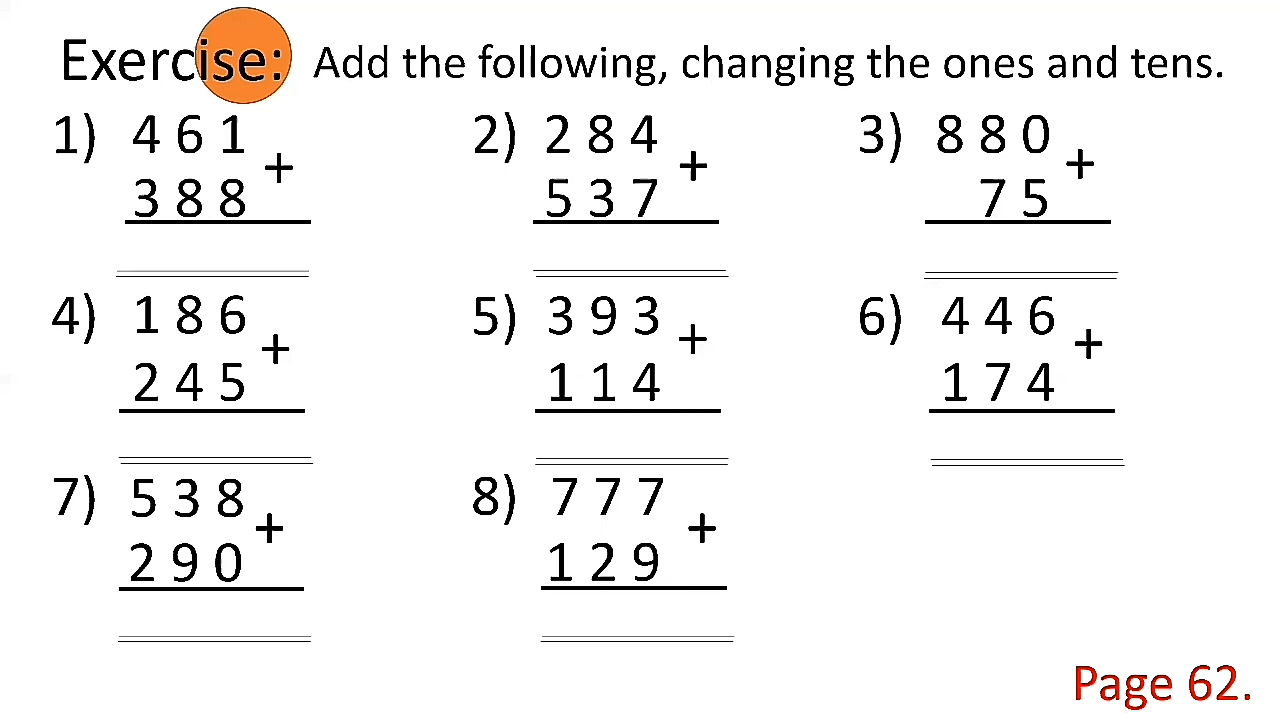 Exercise: Add the following, changing the ones and tens.
1) 4 6 1 + 2) 2 8 4 + 3) 8 8 0 +
3 8 8 5 3 7 7 5
4) 1 8 6 + 5) 3 9 3 + 6) 4 4 6 +
2 4 5 1 1 4 1 7 4
7) 5 3 8 + 8) 7 7 7 +
2 9 0 1 2 9
Page 62.